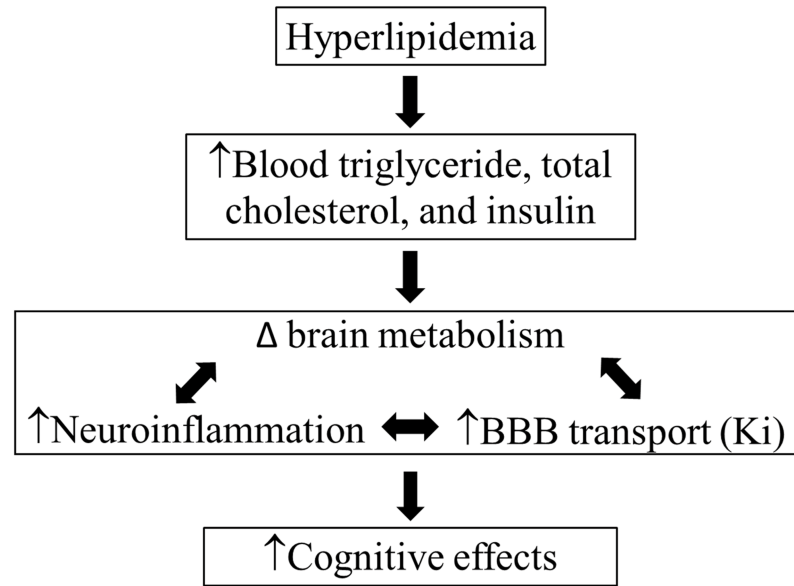 Hyperlipidemia
↑Blood triglyceride, total
cholesterol, and insulin
Δ brain metabolism
↑Neuroinflammation ↑BBB transport (Ki)
↑Cognitive effects